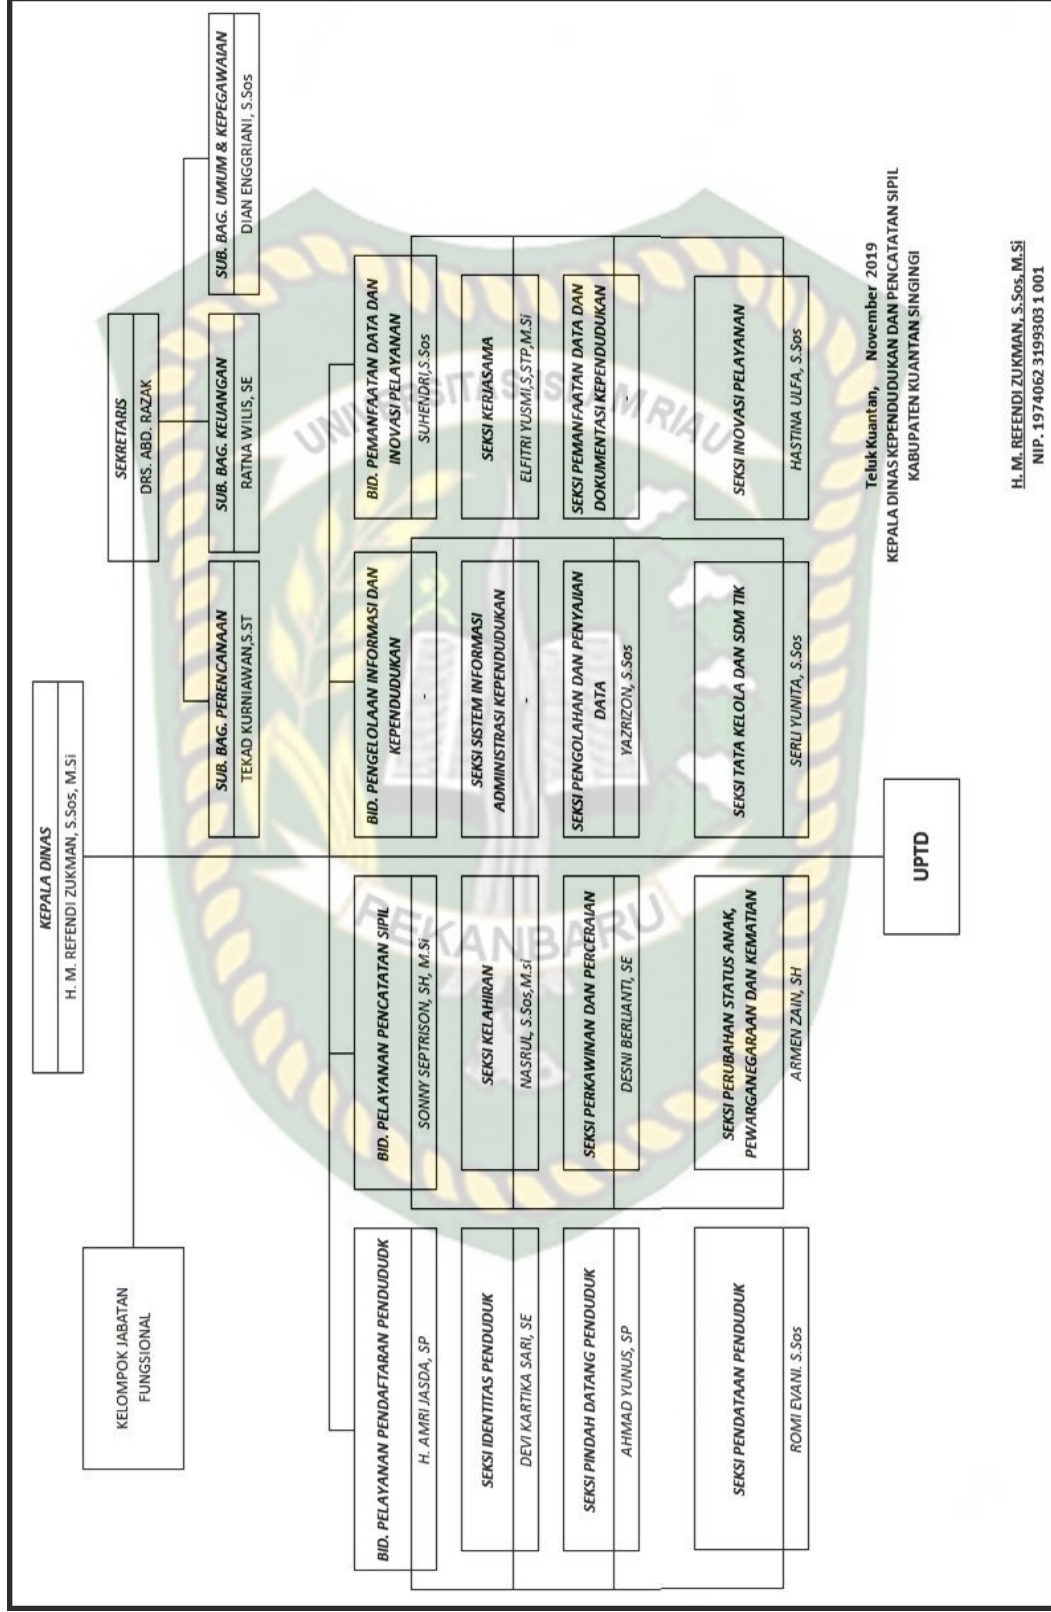 KEPALA DINAS
H. M. REFENDI ZUKMAN, S.Sos, M.Si
KELOMPOK JABATAN
FUNGSIONAL
SEKRETARIS
DRS. ABD. RAZAK
SUB. BAG. PERENCANAAN
TEKAD KURNIAWAN,S.ST
SUB. BAG. KEUANGAN
RATNA WILIS, SE
SUB. BAG. UMUM & KEPEGAWAIAN
DIAN ENGGRIANI, S.Sos
BID. PELAYANAN PENDAFTARAN PENDUDUDK
H. AMRI JASDA, SP
SEKSI IDENTITAS PENDUDUK
DEVI KARTIKA SARI, SE
SEKSI PINDAH DATANG PENDUDUK
AHMAD YUNUS, SP
SEKSI PENDATAAN PENDUDUK
ROMI EVANI. S.Sos
BID. PELAYANAN PENCATATAN SIPIL
SONNY SEPTRISON, SH, M.Si
SEKSI KELAHIRAN
NASRUL, S.Sos,M.si
SEKSI PERKAWINAN DAN PERCERAIAN
DESNI BERLIANTI, SE
SEKSI PERUBAHAN STATUS ANAK,
PEWARGANEGARAAN DAN KEMATIAN
ARMEN ZAIN, SH
BID. PENGELOLAAN INFORMASI DAN
KEPENDUDUKAN
-
SEKSI SISTEM INFORMASI
ADMINISTRASI KEPENDUDUKAN
-
SEKSI PENGOLAHAN DAN PENYAJIAN
DATA
YAZRIZON, S.Sos
SEKSI TATA KELOLA DAN SDM TIK
SERLI YUNITA, S.Sos
BID. PEMANFAATAN DATA DAN
INOVASI PELAYANAN
SUHENDRI,S.Sos
SEKSI KERJASAMA
ELFITRI YUSMI,S,STP,M.Si
SEKSI PEMANFAATAN DATA DAN
DOKUMENTASI KEPENDUDUKAN
-
SEKSI INOVASI PELAYANAN
HASTINA ULFA, S.Sos
UPTD
Teluk Kuantan, November 2019
KEPALA DINAS KEPENDUDUKAN DAN PENCATATAN SIPIL
KABUPATEN KUANTAN SINGINGI
H. M. REFENDI ZUKMAN, S.Sos, M.Si
NIP. 1974062 3199303 1 001
UNIVERSITAS ISLAM RIAU
PEKANBARU